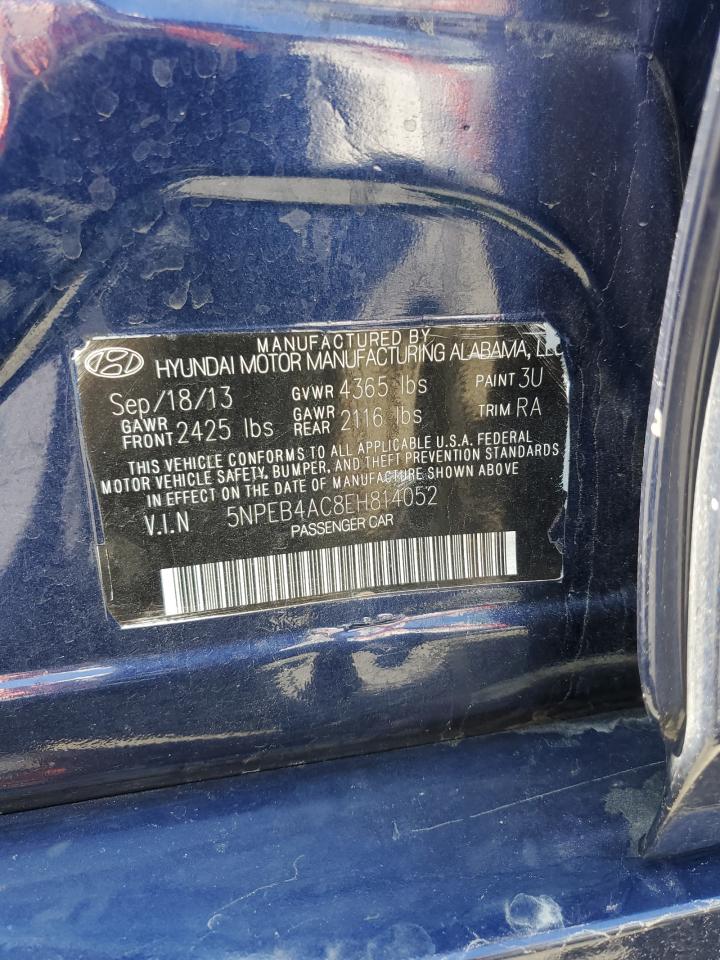 MANUFACTURED BY
HYUNDAI MOTOR MANUFACTURING ALABAMA, LLC
Sep/18/13 GVWR 4365 lbs PAINT 3U
GAWR FRONT 2425 lbs GAWR REAR 2116 lbs TRIM RA
THIS VEHICLE CONFORMS TO ALL APPLICABLE U.S.A. FEDERAL
MOTOR VEHICLE SAFETY, BUMPER, AND THEFT PREVENTION STANDARDS
IN EFFECT ON THE DATE OF MANUFACTURE SHOWN ABOVE
V.I.N 5NPEB4AC8EH814052
PASSENGER CAR